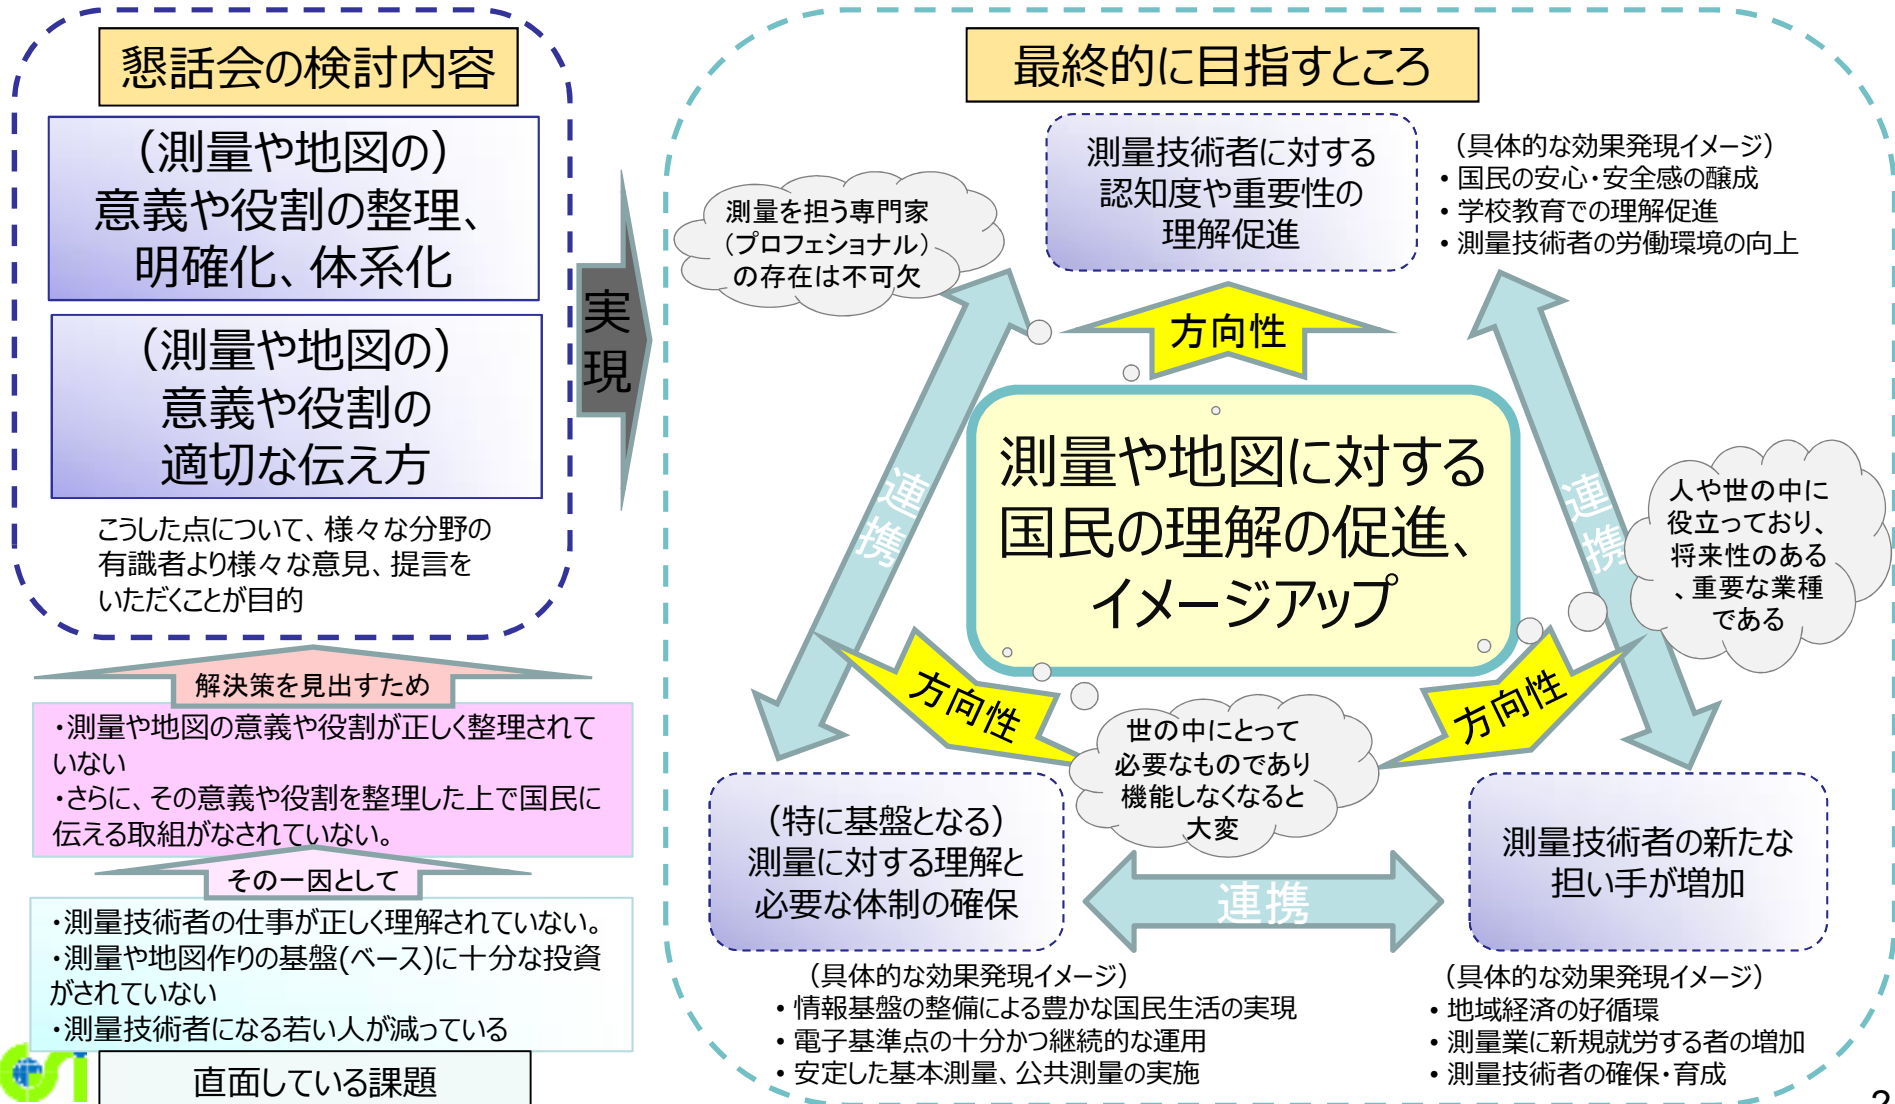 懇話会の検討内容
（測量や地図の）
意義や役割の整理、
明確化、体系化
（測量や地図の）
意義や役割の
適切な伝え方
こうした点について、様々な分野の
有識者より様々な意見、提言を
いただくことが目的
解決策を見出すため
・測量や地図の意義や役割が正しく整理されて
いない
・さらに、その意義や役割を整理した上で国民に
伝える取組がなされていない。
その一因として
・測量技術者の仕事が正しく理解されていない。
・測量や地図作りの基盤(ベース)に十分な投資
がされていない
・測量技術者になる若い人が減っている
直面している課題
実
現
最終的に目指すところ
測量技術者に対する
認知度や重要性の
理解促進
（具体的な効果発現イメージ）
• 国民の安心・安全感の醸成
• 学校教育での理解促進
• 測量技術者の労働環境の向上
測量を担う専門家
（プロフェショナル）
の存在は不可欠
方向性
連
携
測量や地図に対する
国民の理解の促進、
イメージアップ
連
携
人や世の中に
役立っており、
将来性のある
、重要な業種
である
方向性
方向性
世の中にとって
必要なものであり
機能しなくなると
大変
（特に基盤となる）
測量に対する理解と
必要な体制の確保
連携
測量技術者の新たな
担い手が増加
（具体的な効果発現イメージ）
• 情報基盤の整備による豊かな国民生活の実現
• 電子基準点の十分かつ継続的な運用
• 安定した基本測量、公共測量の実施
（具体的な効果発現イメージ）
• 地域経済の好循環
• 測量業に新規就労する者の増加
• 測量技術者の確保・育成
2